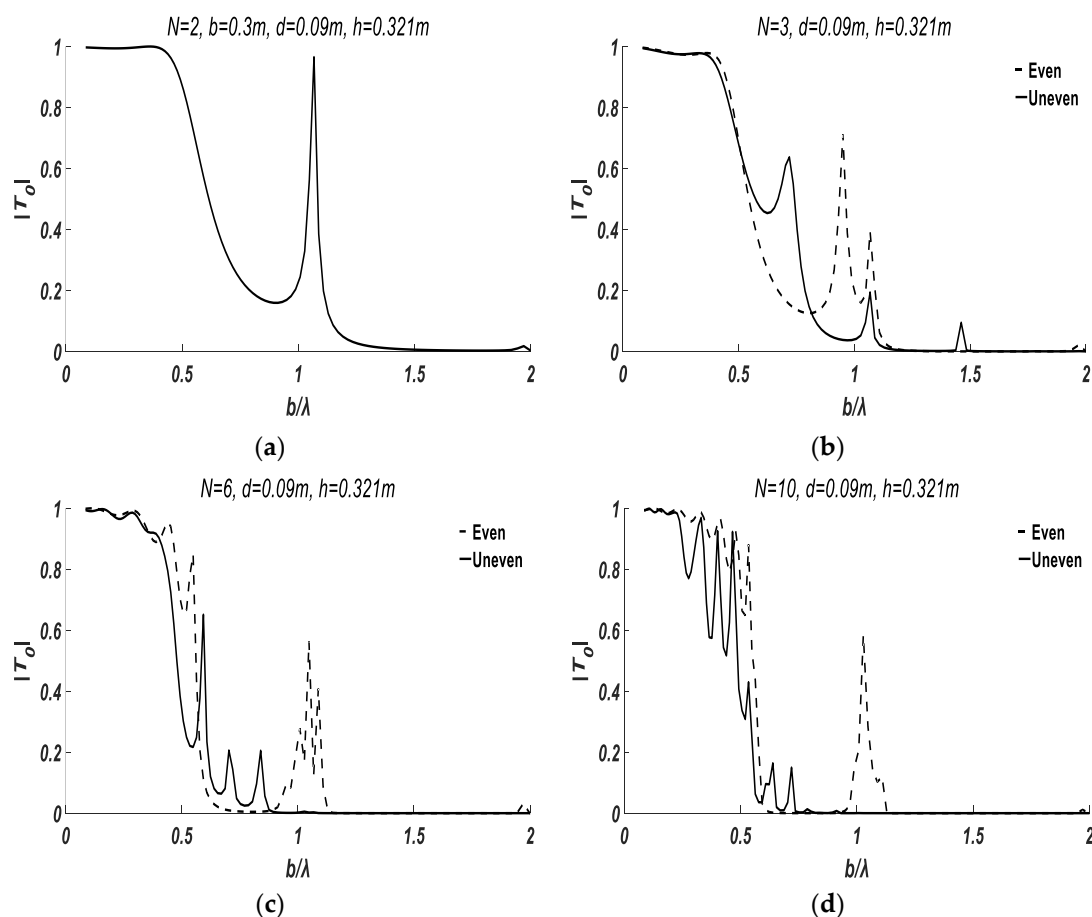 N=2, b=0.3m, d=0.09m, h=0.321m
1
0.8
0.6
0.4
0.2
0
|T₀|
0 0.5 1 1.5 2
b/λ
(a)
N=3, d=0.09m, h=0.321m
Even
Uneven
1
0.8
0.6
0.4
0.2
0
|T₀|
0 0.5 1 1.5 2
b/λ
(b)
N=6, d=0.09m, h=0.321m
Even
Uneven
1
0.8
0.6
0.4
0.2
0
|T₀|
0 0.5 1 1.5 2
b/λ
(c)
N=10, d=0.09m, h=0.321m
Even
Uneven
1
0.8
0.6
0.4
0.2
0
|T₀|
0 0.5 1 1.5 2
b/λ
(d)